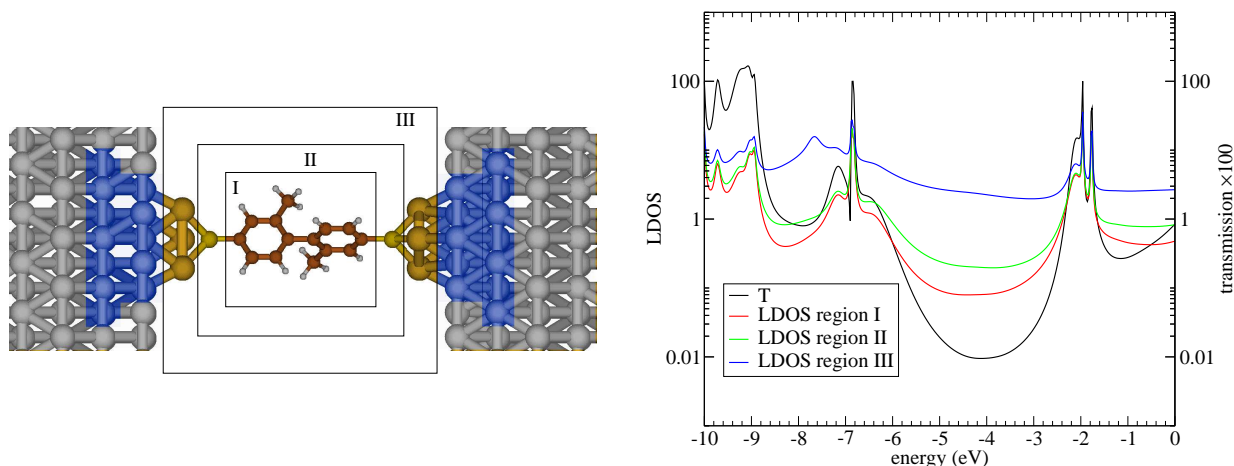 III
II
I
100
1
0.01
LDOS
T
LDOS region I
LDOS region II
LDOS region III
100
1
0.01
transmission ×100
-10 -9 -8 -7 -6 -5 -4 -3 -2 -1 0
energy (eV)